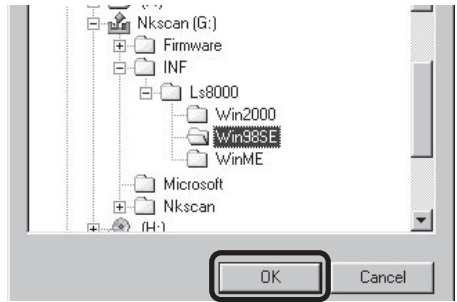 Nkscan (G:)
Firmware
INF
Ls8000
Win2000
Win98SE
WinME
Microsoft
Nkscan
(H:)
OK
Cancel